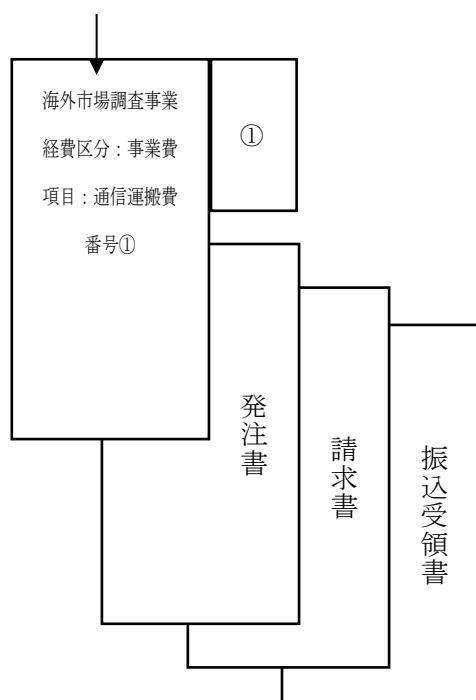 海外市場調査事業
経費区分：事業費
項目：通信運搬費
番号①
①
発注書
請求書
振込受領書